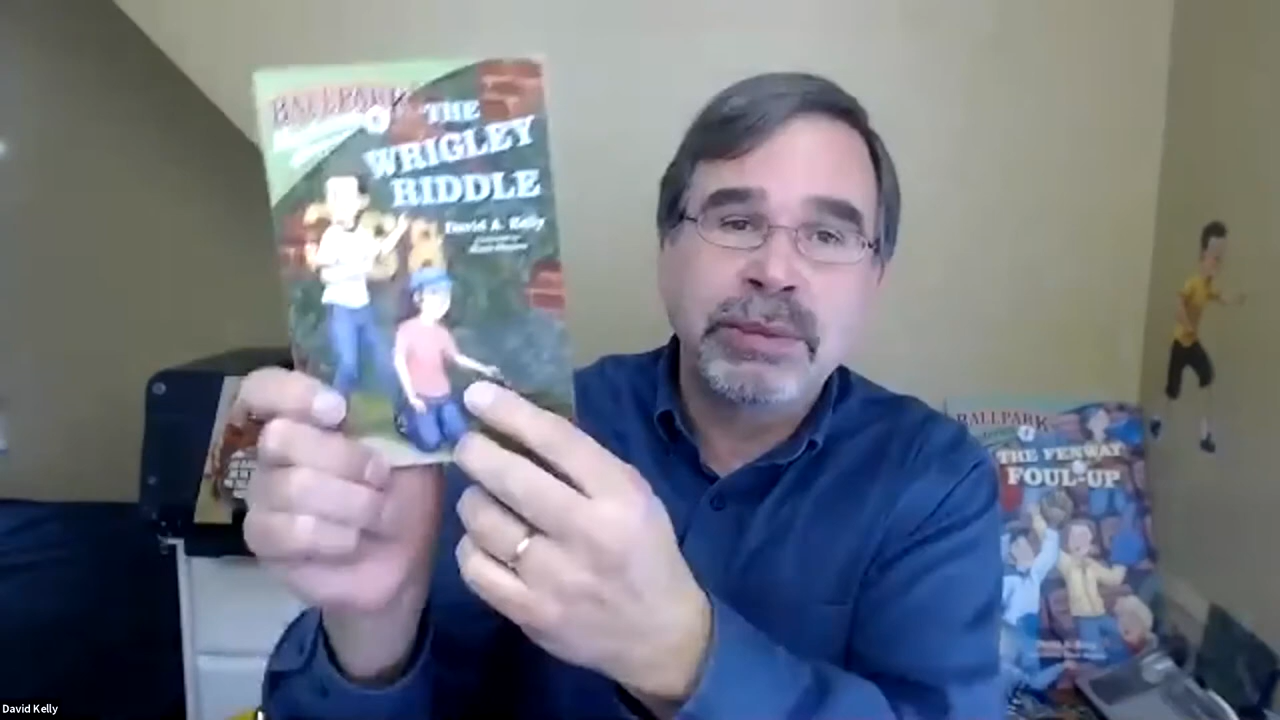 BALLPARK
THE
WRIGLEY
RIDDLE
David A. Kelly
BALLPARK
THE FENWAY
FOUL-UP
David Kelly